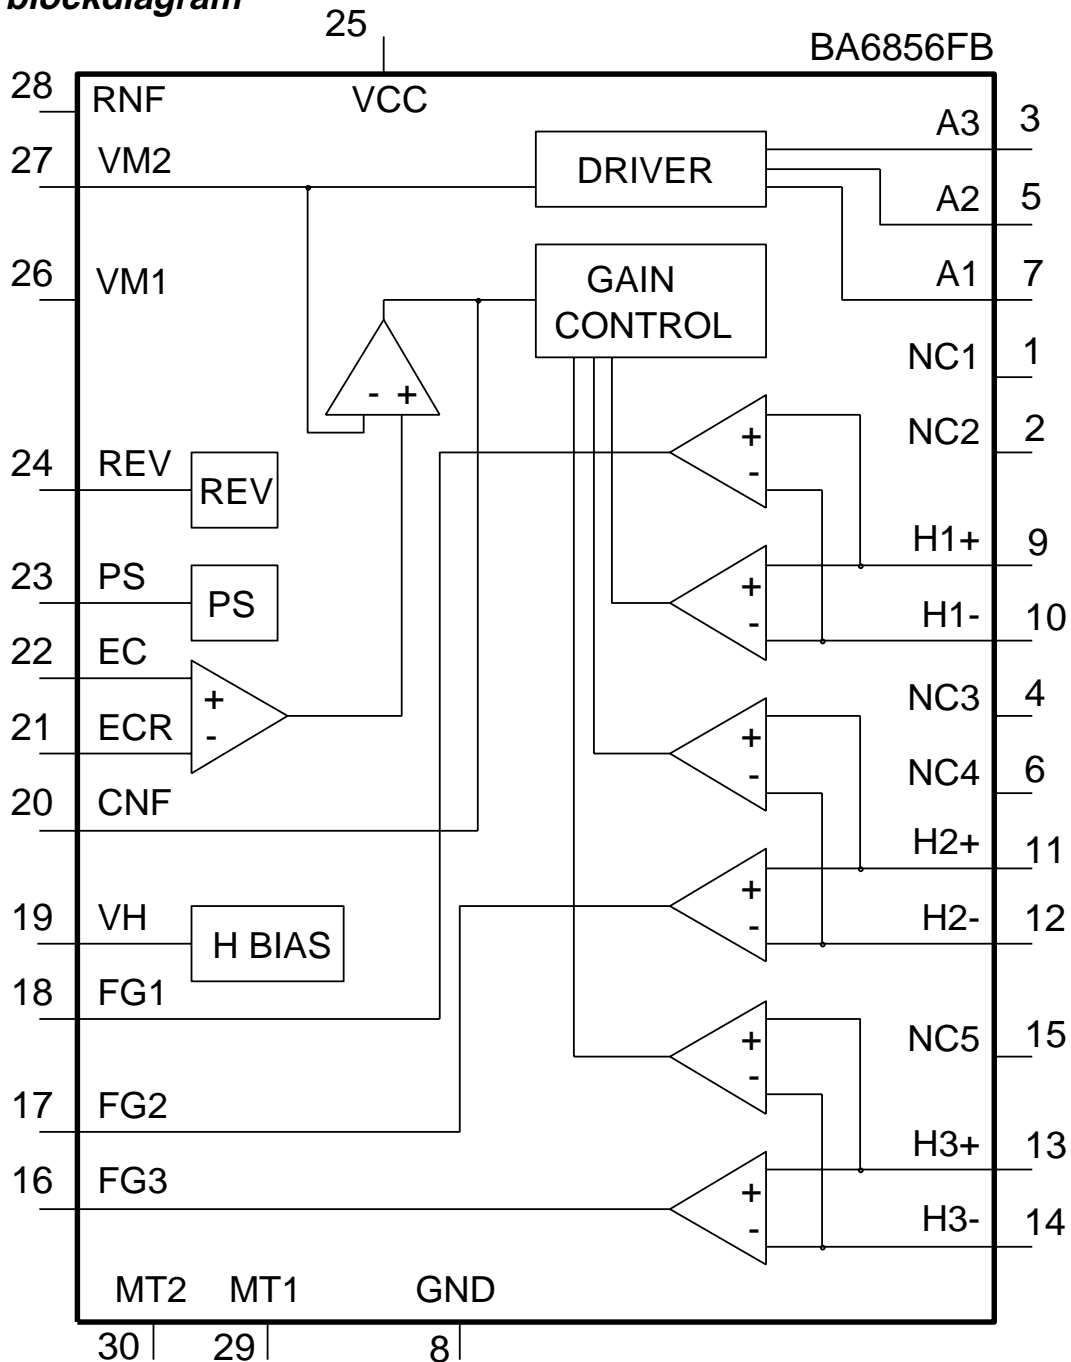 blockdiagram
25
BA6856FB
28 RNF VCC
A3 3
27 VM2
DRIVER
A2 5
26 VM1
GAIN
CONTROL
A1 7
NC1 1
- +
NC2 2
+
-
24 REV
REV
H1+ 9
23 PS
PS
+
-
H1- 10
22 EC
+
-
21 ECR
NC3 4
+
-
NC4 6
20 CNF
H2+ 11
19 VH
H BIAS
+
-
H2- 12
18 FG1
NC5 15
+
-
17 FG2
H3+ 13
16 FG3
+
-
H3- 14
MT2 MT1 GND
30 29 8